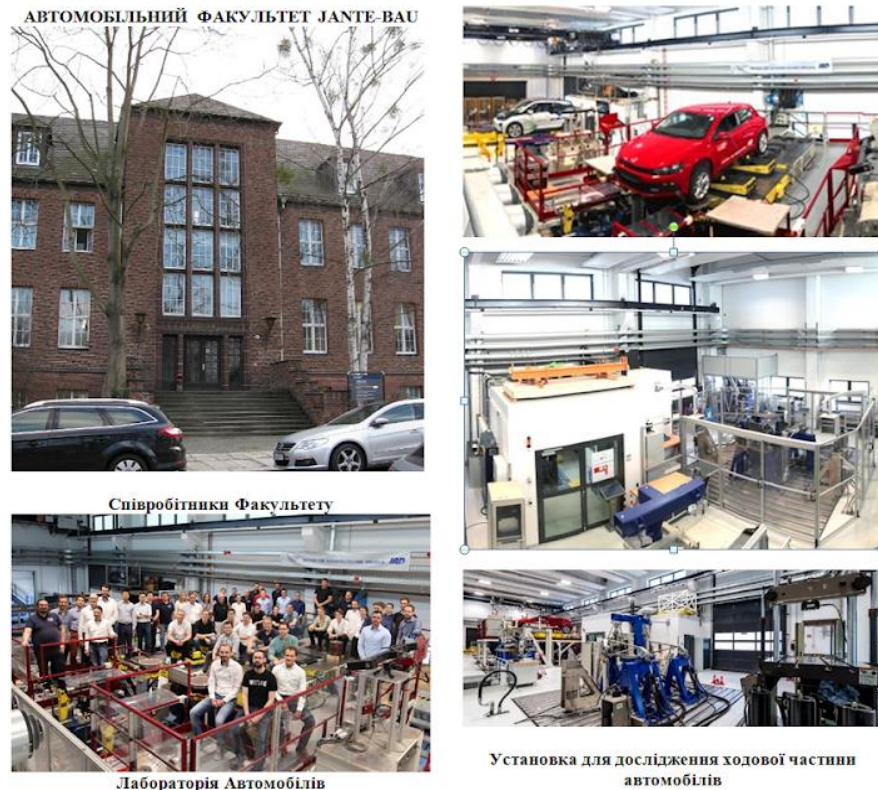 АВТОМОБІЛЬНИЙ ФАКУЛЬТЕТ JANTE-BAU
Співробітники Факультету
Лабораторія Автомобілів
Установка для дослідження ходової частини
автомобілів